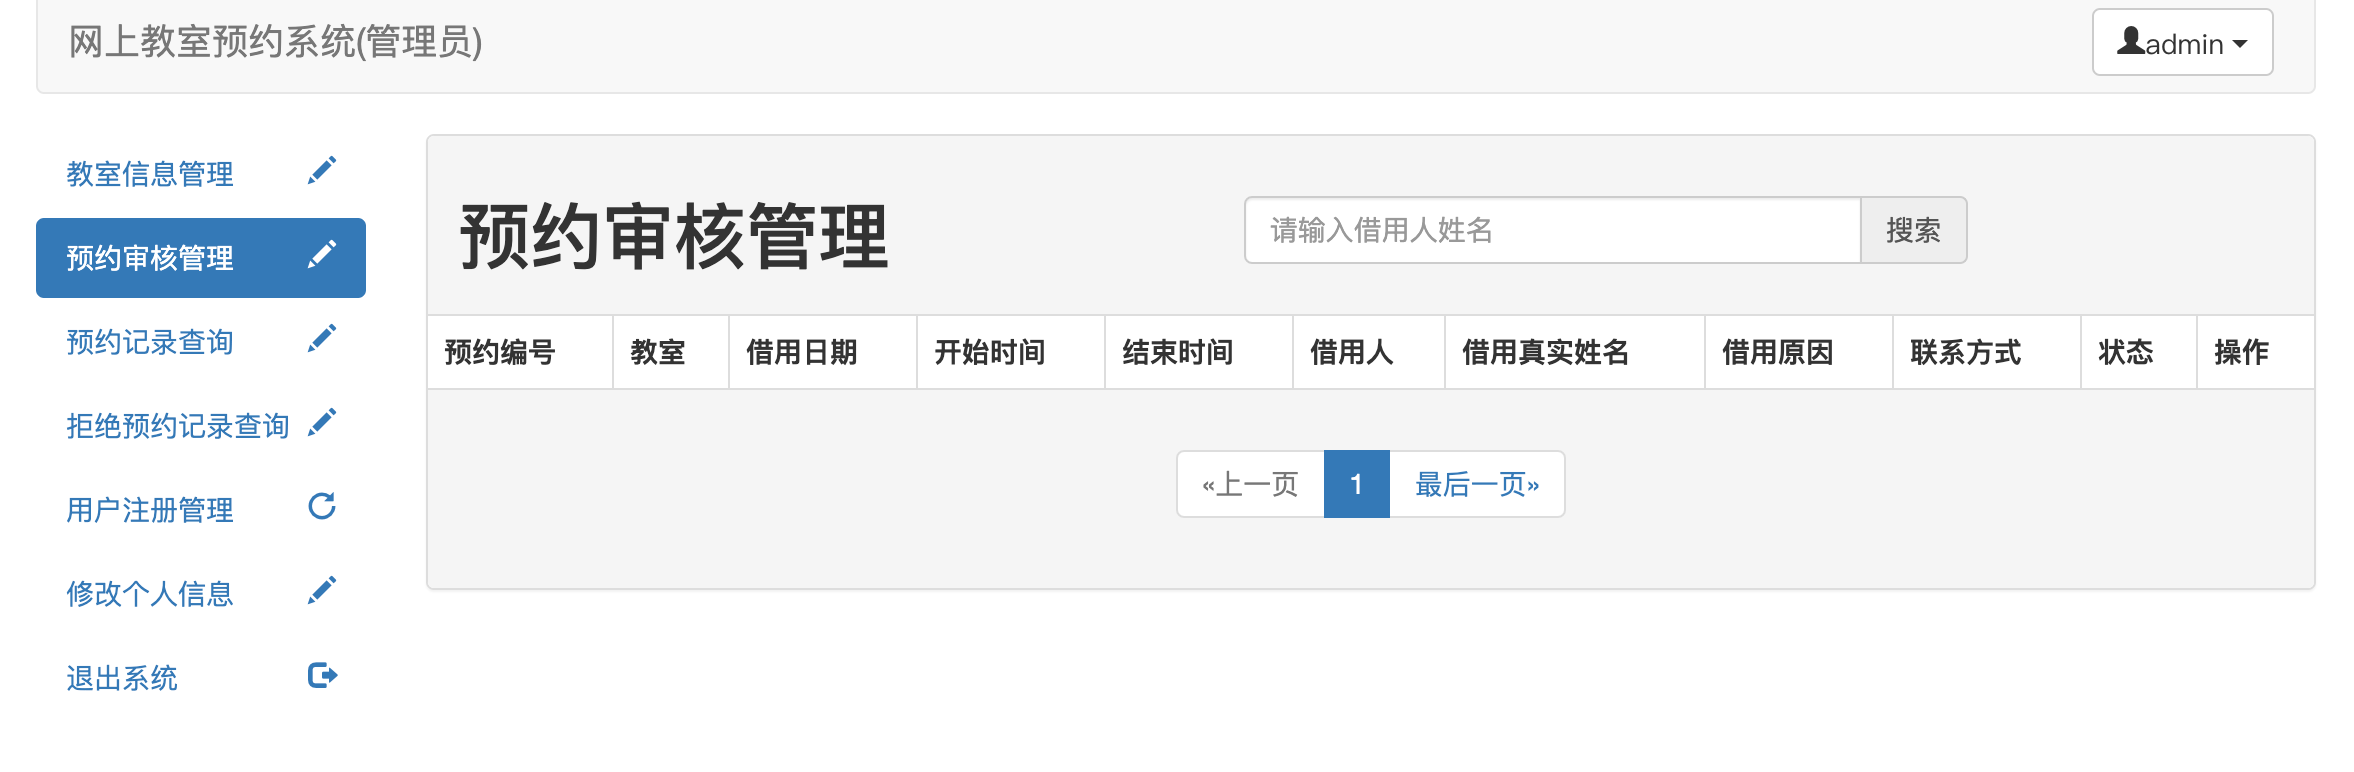 网上教室预约系统(管理员)
admin
教室信息管理
预约审核管理
预约记录查询
拒绝预约记录查询
用户注册管理
修改个人信息
退出系统
预约审核管理
请输入借用人姓名
搜索
预约编号 教室 借用日期 开始时间 结束时间 借用人 借用真实姓名 借用原因 联系方式 状态 操作
«上一页 1 最后一页»